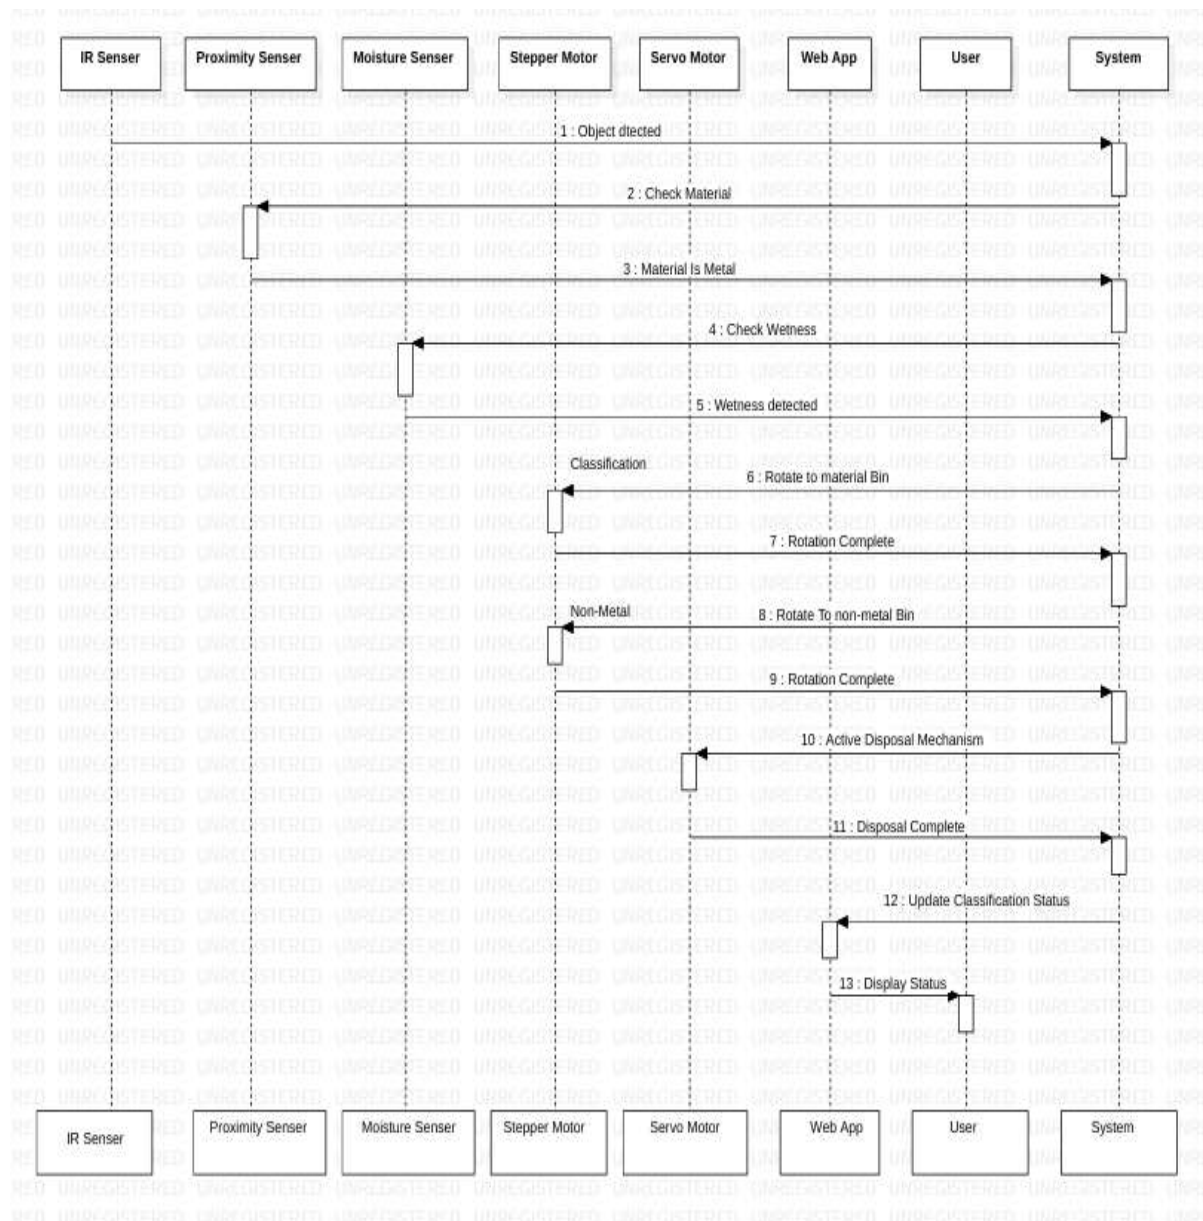 IR Senser
Proximity Senser
Moisture Senser
Stepper Motor
Servo Motor
Web App
User
System
1 : Object dtected
2 : Check Material
3 : Material Is Metal
4 : Check Wetness
5 : Wetness detected
Classification
6 : Rotate to material Bin
7 : Rotation Complete
Non-Metal
8 : Rotate To non-metal Bin
9 : Rotation Complete
10 : Active Disposal Mechanism
11 : Disposal Complete
12 : Update Classification Status
13 : Display Status
IR Senser
Proximity Senser
Moisture Senser
Stepper Motor
Servo Motor
Web App
User
System